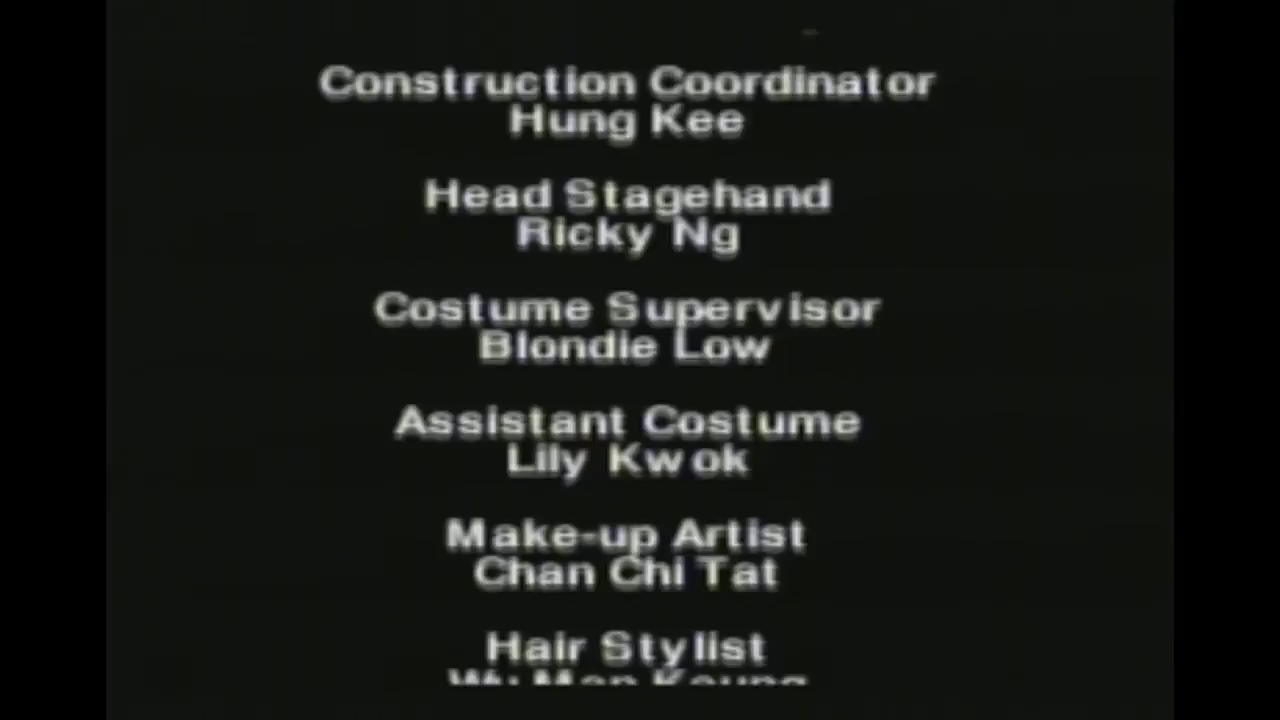 Construction Coordinator
Hung Kee
Head Stagehand
Ricky Ng
Costume Supervisor
Blondie Low
Assistant Costume
Lily Kwok
Make-up Artist
Chan Chi Tat
Hair Stylist